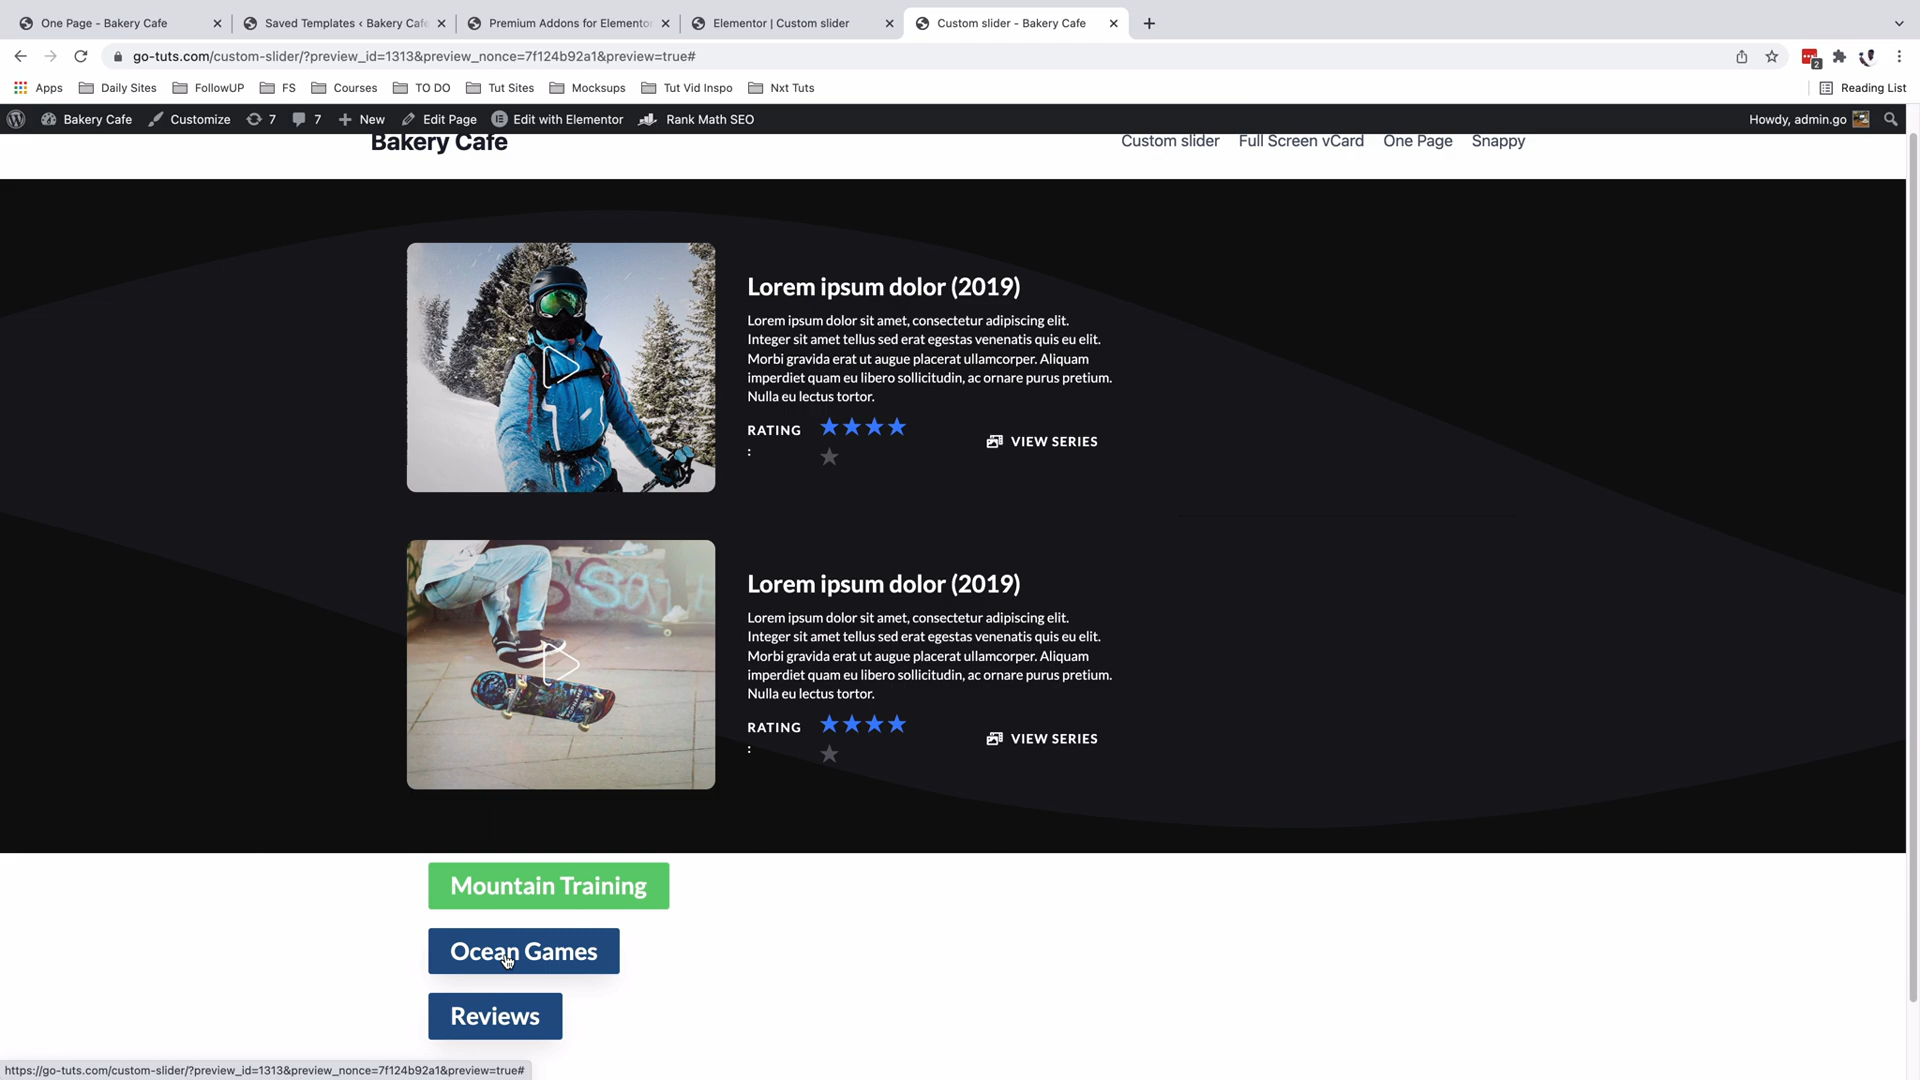 One Page - Bakery Cafe
Saved Templates ‹ Bakery Cafe
Premium Addons for Elementor
Elementor | Custom slider
Custom slider - Bakery Cafe
go-tuts.com/custom-slider/?preview_id=1313&preview_nonce=7f124b92a1&preview=true#
2
Apps
Daily Sites
FollowUP
FS
Courses
TO DO
Tut Sites
Mocksups
Tut Vid Inspo
Nxt Tuts
Reading List
Bakery Cafe
Customize
7
7
New
Edit Page
Edit with Elementor
Rank Math SEO
Howdy, admin.go
Bakery Cafe
Custom slider
Full Screen vCard
One Page
Snappy
Lorem ipsum dolor (2019)
Lorem ipsum dolor sit amet, consectetur adipiscing elit.
Integer sit amet tellus sed erat egestas venenatis quis eu elit.
Morbi gravida erat ut augue placerat ullamcorper. Aliquam
imperdiet quam eu libero sollicitudin, ac ornare purus pretium.
Nulla eu lectus tortor.
RATING
:
VIEW SERIES
Lorem ipsum dolor (2019)
Lorem ipsum dolor sit amet, consectetur adipiscing elit.
Integer sit amet tellus sed erat egestas venenatis quis eu elit.
Morbi gravida erat ut augue placerat ullamcorper. Aliquam
imperdiet quam eu libero sollicitudin, ac ornare purus pretium.
Nulla eu lectus tortor.
RATING
:
VIEW SERIES
Mountain Training
Ocean Games
Reviews
https://go-tuts.com/custom-slider/?preview_id=1313&preview_nonce=7f124b92a1&preview=true#